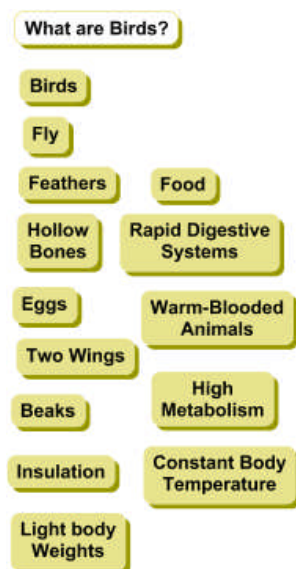 What are Birds?
Birds
Fly
Feathers
Food
Hollow
Bones
Rapid Digestive
Systems
Eggs
Warm-Blooded
Animals
Two Wings
High
Metabolism
Beaks
Insulation
Constant Body
Temperature
Light body
Weights